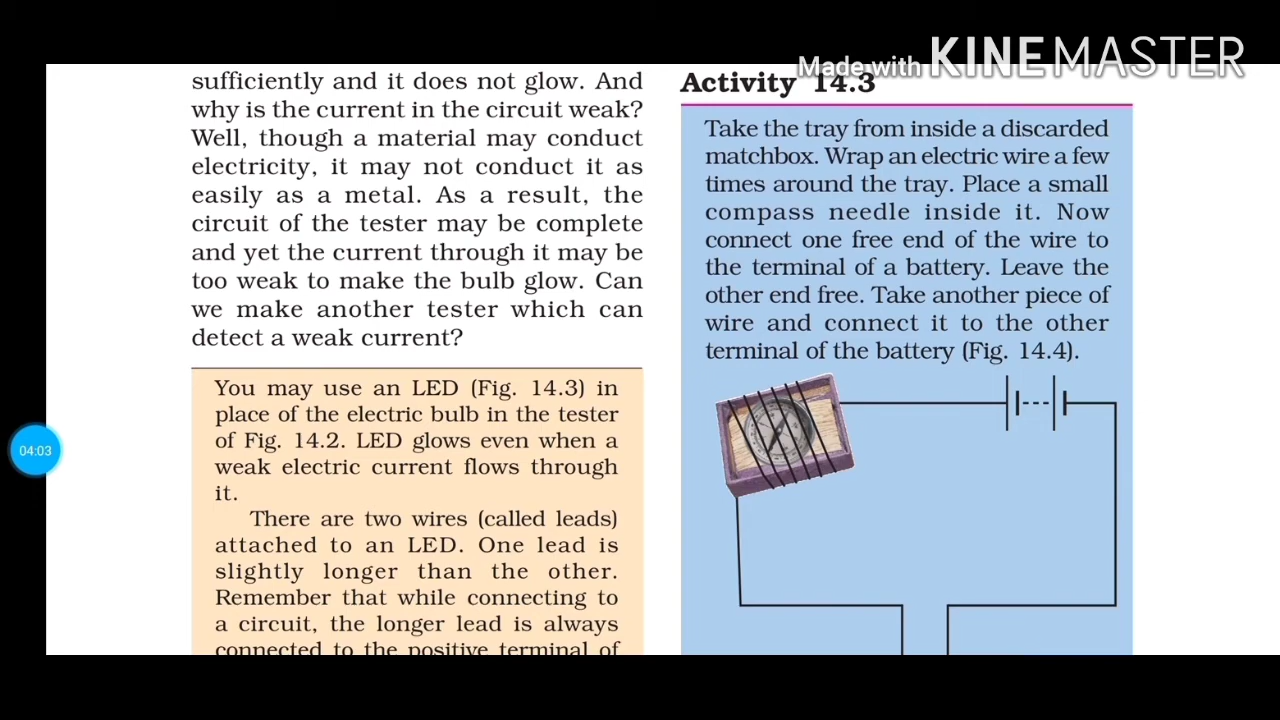 Made with KINEMASTER
sufficiently and it does not glow. And
why is the current in the circuit weak?
Well, though a material may conduct
electricity, it may not conduct it as
easily as a metal. As a result, the
circuit of the tester may be complete
and yet the current through it may be
too weak to make the bulb glow. Can
we make another tester which can
detect a weak current?
You may use an LED (Fig. 14.3) in
place of the electric bulb in the tester
of Fig. 14.2. LED glows even when a
weak electric current flows through
it.
There are two wires (called leads)
attached to an LED. One lead is
slightly longer than the other.
Remember that while connecting to
a circuit, the longer lead is always
connected to the positive terminal of
Activity 14.3
Take the tray from inside a discarded
matchbox. Wrap an electric wire a few
times around the tray. Place a small
compass needle inside it. Now
connect one free end of the wire to
the terminal of a battery. Leave the
other end free. Take another piece of
wire and connect it to the other
terminal of the battery (Fig. 14.4).
04:03